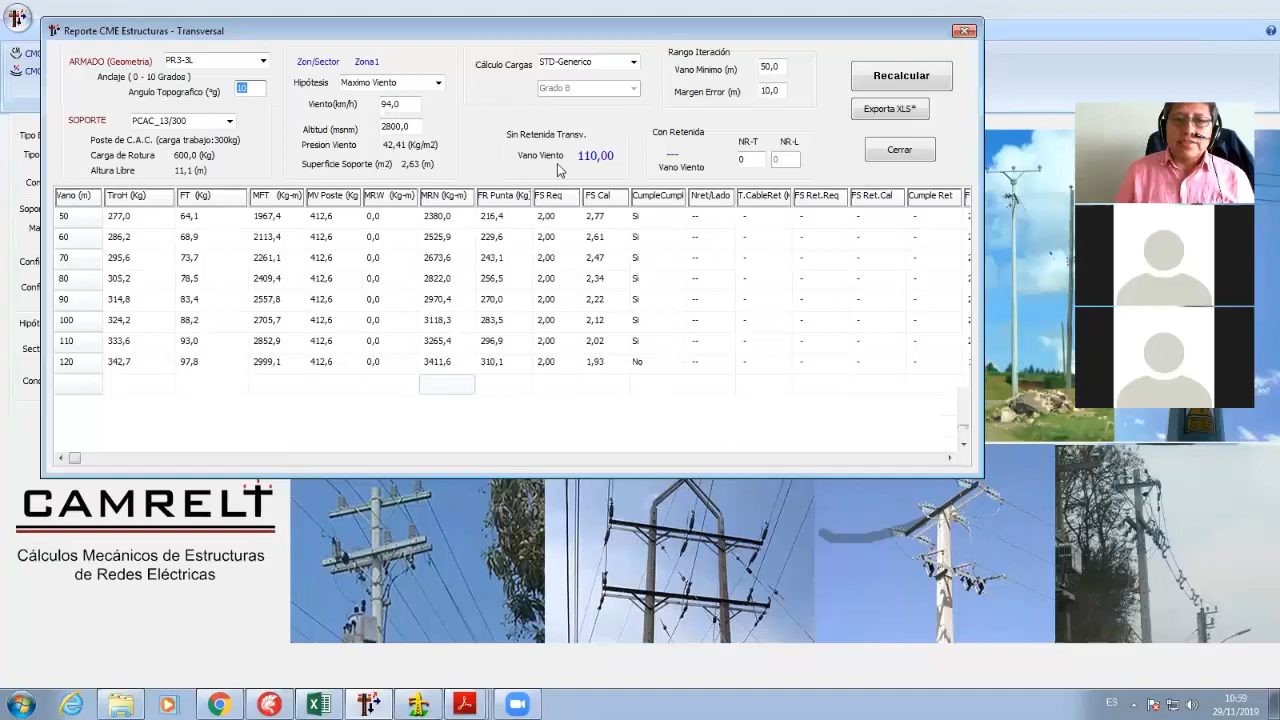 Reporte CME Estructuras - Transversal
ARMADO (Geometria) PR3-3L
Anclaje ( 0 - 10 Grados )
Angulo Topografico (°g) 10
SOPORTE PCAC_13/300
Poste de C.A.C. (carga trabajo:300kg)
Carga de Rotura 600,0 (Kg)
Altura Libre 11,1 (m)
Zon/Sector Zona1
Hipótesis Maximo Viento
Viento(km/h) 94,0
Altitud (msnm) 2800,0
Presion Viento 42,41 (Kg/m2)
Superficie Soporte (m2) 2,63 (m)
Cálculo Cargas STD-Generico
Grado B
Sin Retenida Transv.
Vano Viento 110,00
Rango Iteración
Vano Minimo (m) 50,0
Margen Error (m) 10,0
Con Retenida NR-T NR-L
--- 0 0
Vano Viento
Recalcular
Exporta XLS*
Cerrar
Vano (m) TiroH (Kg) FT (Kg) MFT (Kg-m) MV Poste (Kg MRW (Kg-m) MRN (Kg-m) FR Punta (Kg) FS Req FS Cal CumpleCumpl Nret/Lado T.CableRet (K FS Ret.Req FS Ret.Cal Cumple Ret F
50 277,0 64,1 1967,4 412,6 0,0 2380,0 216,4 2,00 2,77 Si -- - - - -
60 286,2 68,9 2113,4 412,6 0,0 2525,9 229,6 2,00 2,61 Si -- - - - -
70 295,6 73,7 2261,1 412,6 0,0 2673,6 243,1 2,00 2,47 Si -- - - - -
80 305,2 78,5 2409,4 412,6 0,0 2822,0 256,5 2,00 2,34 Si -- - - - -
90 314,8 83,4 2557,8 412,6 0,0 2970,4 270,0 2,00 2,22 Si -- - - - -
100 324,2 88,2 2705,7 412,6 0,0 3118,3 283,5 2,00 2,12 Si -- - - - -
110 333,6 93,0 2852,9 412,6 0,0 3265,4 296,9 2,00 2,02 Si -- - - - -
120 342,7 97,8 2999,1 412,6 0,0 3411,6 310,1 2,00 1,93 No -- - - - -
CAMRELT
Cálculos Mecánicos de Estructuras
de Redes Eléctricas
ES 10:59
29/11/2019